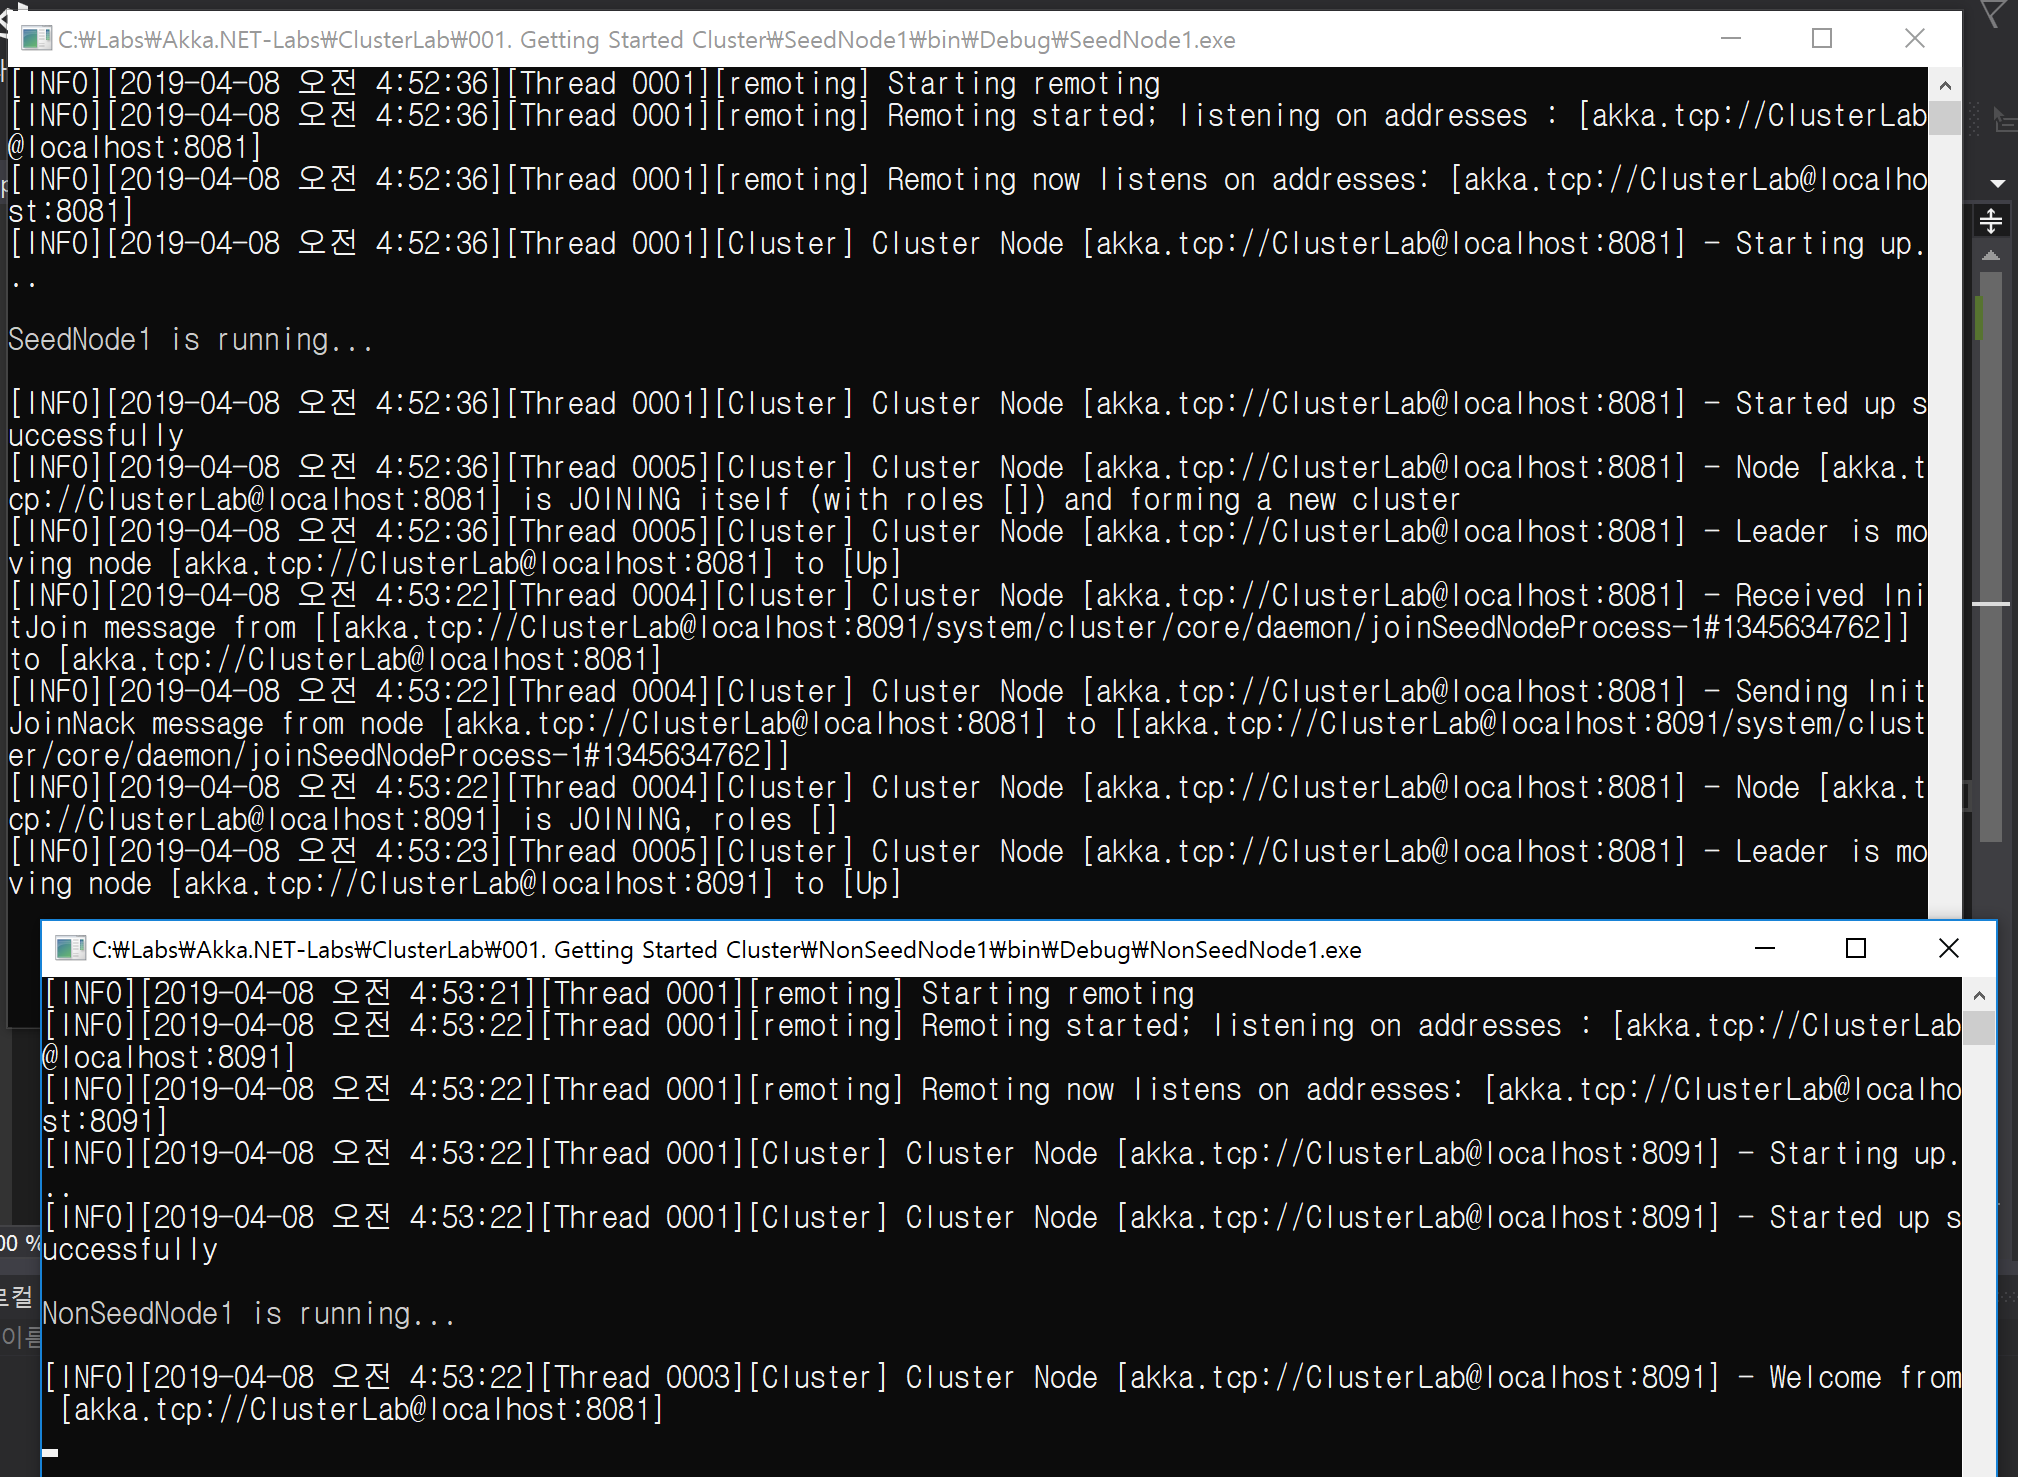 C:₩Labs₩Akka.NET-Labs₩ClusterLab₩001. Getting Started Cluster₩SeedNode1₩bin₩Debug₩SeedNode1.exe
[INFO][2019-04-08 오전 4:52:36][Thread 0001][remoting] Starting remoting
[INFO][2019-04-08 오전 4:52:36][Thread 0001][remoting] Remoting started; listening on addresses : [akka.tcp://ClusterLab
@localhost:8081]
[INFO][2019-04-08 오전 4:52:36][Thread 0001][remoting] Remoting now listens on addresses: [akka.tcp://ClusterLab@localho
st:8081]
[INFO][2019-04-08 오전 4:52:36][Thread 0001][Cluster] Cluster Node [akka.tcp://ClusterLab@localhost:8081] - Starting up.
..
SeedNode1 is running...
[INFO][2019-04-08 오전 4:52:36][Thread 0001][Cluster] Cluster Node [akka.tcp://ClusterLab@localhost:8081] - Started up s
uccessfully
[INFO][2019-04-08 오전 4:52:36][Thread 0005][Cluster] Cluster Node [akka.tcp://ClusterLab@localhost:8081] - Node [akka.t
cp://ClusterLab@localhost:8081] is JOINING itself (with roles []) and forming a new cluster
[INFO][2019-04-08 오전 4:52:36][Thread 0005][Cluster] Cluster Node [akka.tcp://ClusterLab@localhost:8081] - Leader is mo
ving node [akka.tcp://ClusterLab@localhost:8081] to [Up]
[INFO][2019-04-08 오전 4:53:22][Thread 0004][Cluster] Cluster Node [akka.tcp://ClusterLab@localhost:8081] - Received Ini
tJoin message from [[akka.tcp://ClusterLab@localhost:8091/system/cluster/core/daemon/joinSeedNodeProcess-1#1345634762]]
to [akka.tcp://ClusterLab@localhost:8081]
[INFO][2019-04-08 오전 4:53:22][Thread 0004][Cluster] Cluster Node [akka.tcp://ClusterLab@localhost:8081] - Sending Init
JoinNack message from node [akka.tcp://ClusterLab@localhost:8081] to [[akka.tcp://ClusterLab@localhost:8091/system/clust
er/core/daemon/joinSeedNodeProcess-1#1345634762]]
[INFO][2019-04-08 오전 4:53:22][Thread 0004][Cluster] Cluster Node [akka.tcp://ClusterLab@localhost:8081] - Node [akka.t
cp://ClusterLab@localhost:8091] is JOINING, roles []
[INFO][2019-04-08 오전 4:53:23][Thread 0005][Cluster] Cluster Node [akka.tcp://ClusterLab@localhost:8081] - Leader is mo
ving node [akka.tcp://ClusterLab@localhost:8091] to [Up]
C:₩Labs₩Akka.NET-Labs₩ClusterLab₩001. Getting Started Cluster₩NonSeedNode1₩bin₩Debug₩NonSeedNode1.exe
[INFO][2019-04-08 오전 4:53:21][Thread 0001][remoting] Starting remoting
[INFO][2019-04-08 오전 4:53:22][Thread 0001][remoting] Remoting started; listening on addresses : [akka.tcp://ClusterLab
@localhost:8091]
[INFO][2019-04-08 오전 4:53:22][Thread 0001][remoting] Remoting now listens on addresses: [akka.tcp://ClusterLab@localho
st:8091]
[INFO][2019-04-08 오전 4:53:22][Thread 0001][Cluster] Cluster Node [akka.tcp://ClusterLab@localhost:8091] - Starting up.
..
[INFO][2019-04-08 오전 4:53:22][Thread 0001][Cluster] Cluster Node [akka.tcp://ClusterLab@localhost:8091] - Started up s
uccessfully
NonSeedNode1 is running...
[INFO][2019-04-08 오전 4:53:22][Thread 0003][Cluster] Cluster Node [akka.tcp://ClusterLab@localhost:8091] - Welcome from
[akka.tcp://ClusterLab@localhost:8081]